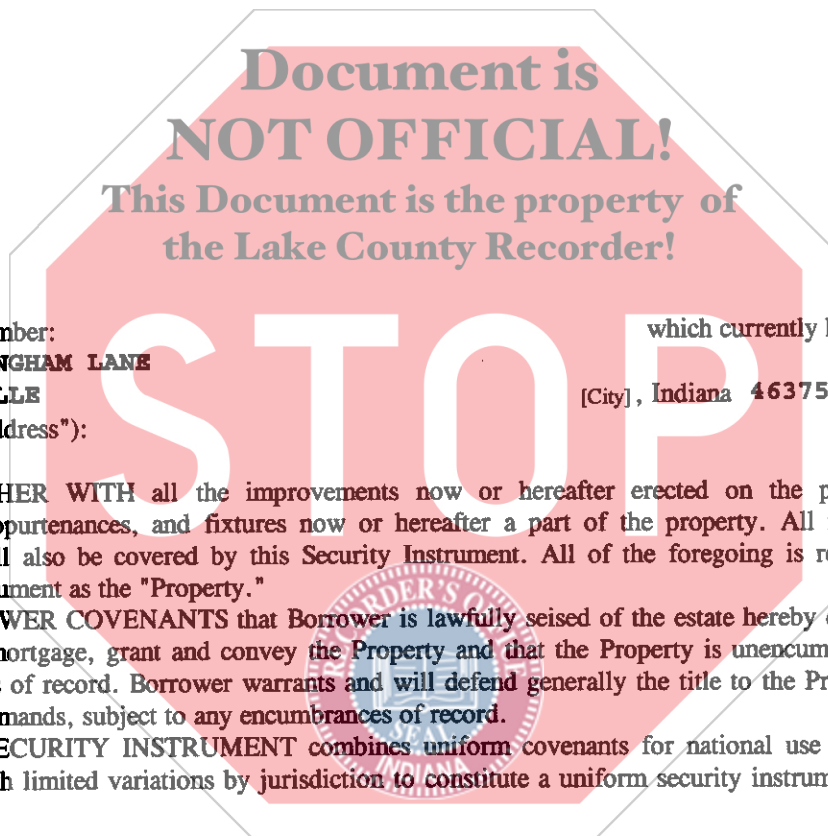 Document is
NOT OFFICIAL!
This Document is the property of
the Lake County Recorder!
STOP
mber: which currently
NGHAM LANE
LLE [City], Indiana 46375
ddress"):
HER WITH all the improvements now or hereafter erected on the p
ppurtenances, and fixtures now or hereafter a part of the property. All
ll also be covered by this Security Instrument. All of the foregoing is r
ument as the "Property."
WER COVENANTS that Borrower is lawfully seised of the estate hereby
nortgage, grant and convey the Property and that the Property is unencum
s of record. Borrower warrants and will defend generally the title to the Pr
mands, subject to any encumbrances of record.
ECURITY INSTRUMENT combines uniform covenants for national use
h limited variations by jurisdiction to constitute a uniform security instrum
RECORDER'S OFFICE
SEAL
INDIANA